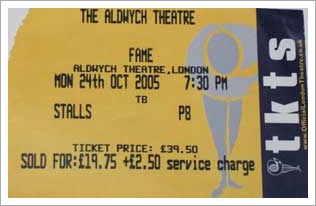 THE ALDWYCH THEATRE
FAME
ALDWYCH THEATRE, LONDON
MON 24th OCT 2005 7:30 PM
TB
STALLS P8
TICKET PRICE: £39.50
SOLD FOR:£19.75 +£2.50 service charge
tkts
www.OfficialLondonTheatre.co.uk